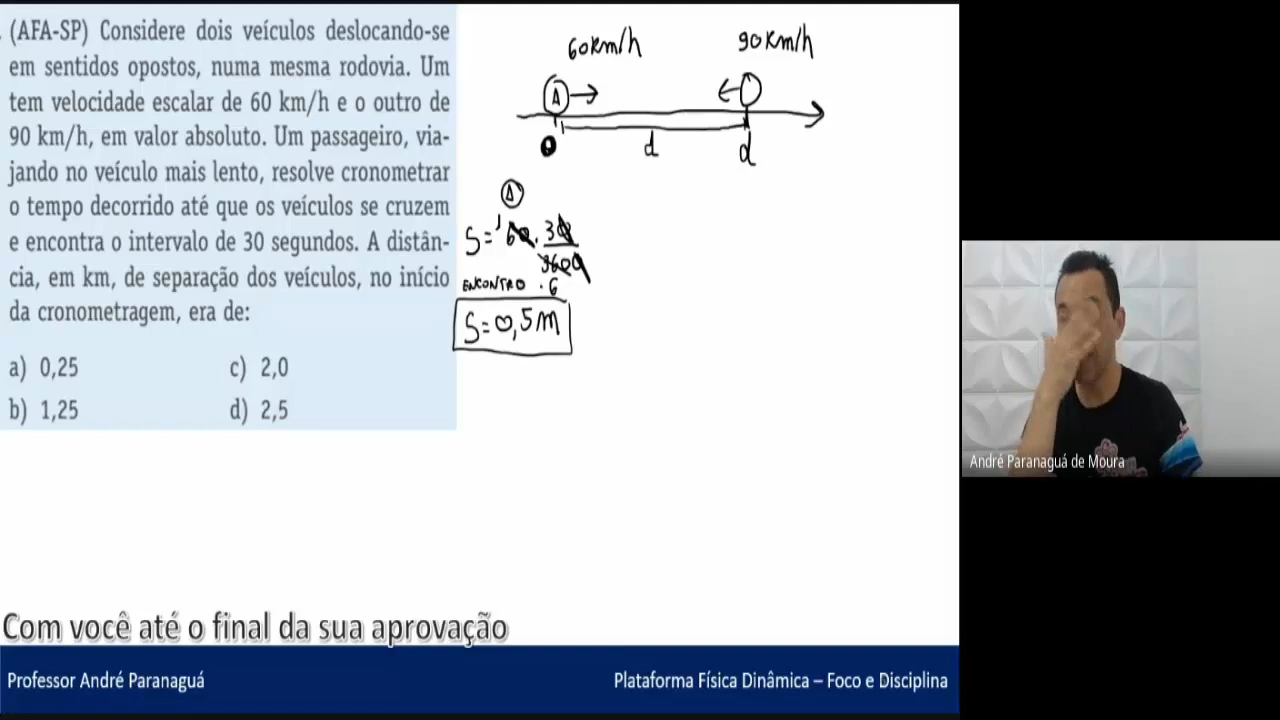 (AFA-SP) Considere dois veículos deslocando-se
em sentidos opostos, numa mesma rodovia. Um
tem velocidade escalar de 60 km/h e o outro de
90 km/h, em valor absoluto. Um passageiro, via-
jando no veículo mais lento, resolve cronometrar
o tempo decorrido até que os veículos se cruzem
e encontra o intervalo de 30 segundos. A distân-
cia, em km, de separação dos veículos, no início
da cronometragem, era de:
a) 0,25
c) 2,0
b) 1,25
d) 2,5
60km/h
90km/h
A
0
d
d
A
S = 60 . 30
3600
ENCONTRO . 6
S = 0,5m
André Paranaguá de Moura
Com você até o final da sua aprovação
Professor André Paranaguá
Plataforma Física Dinâmica – Foco e Disciplina